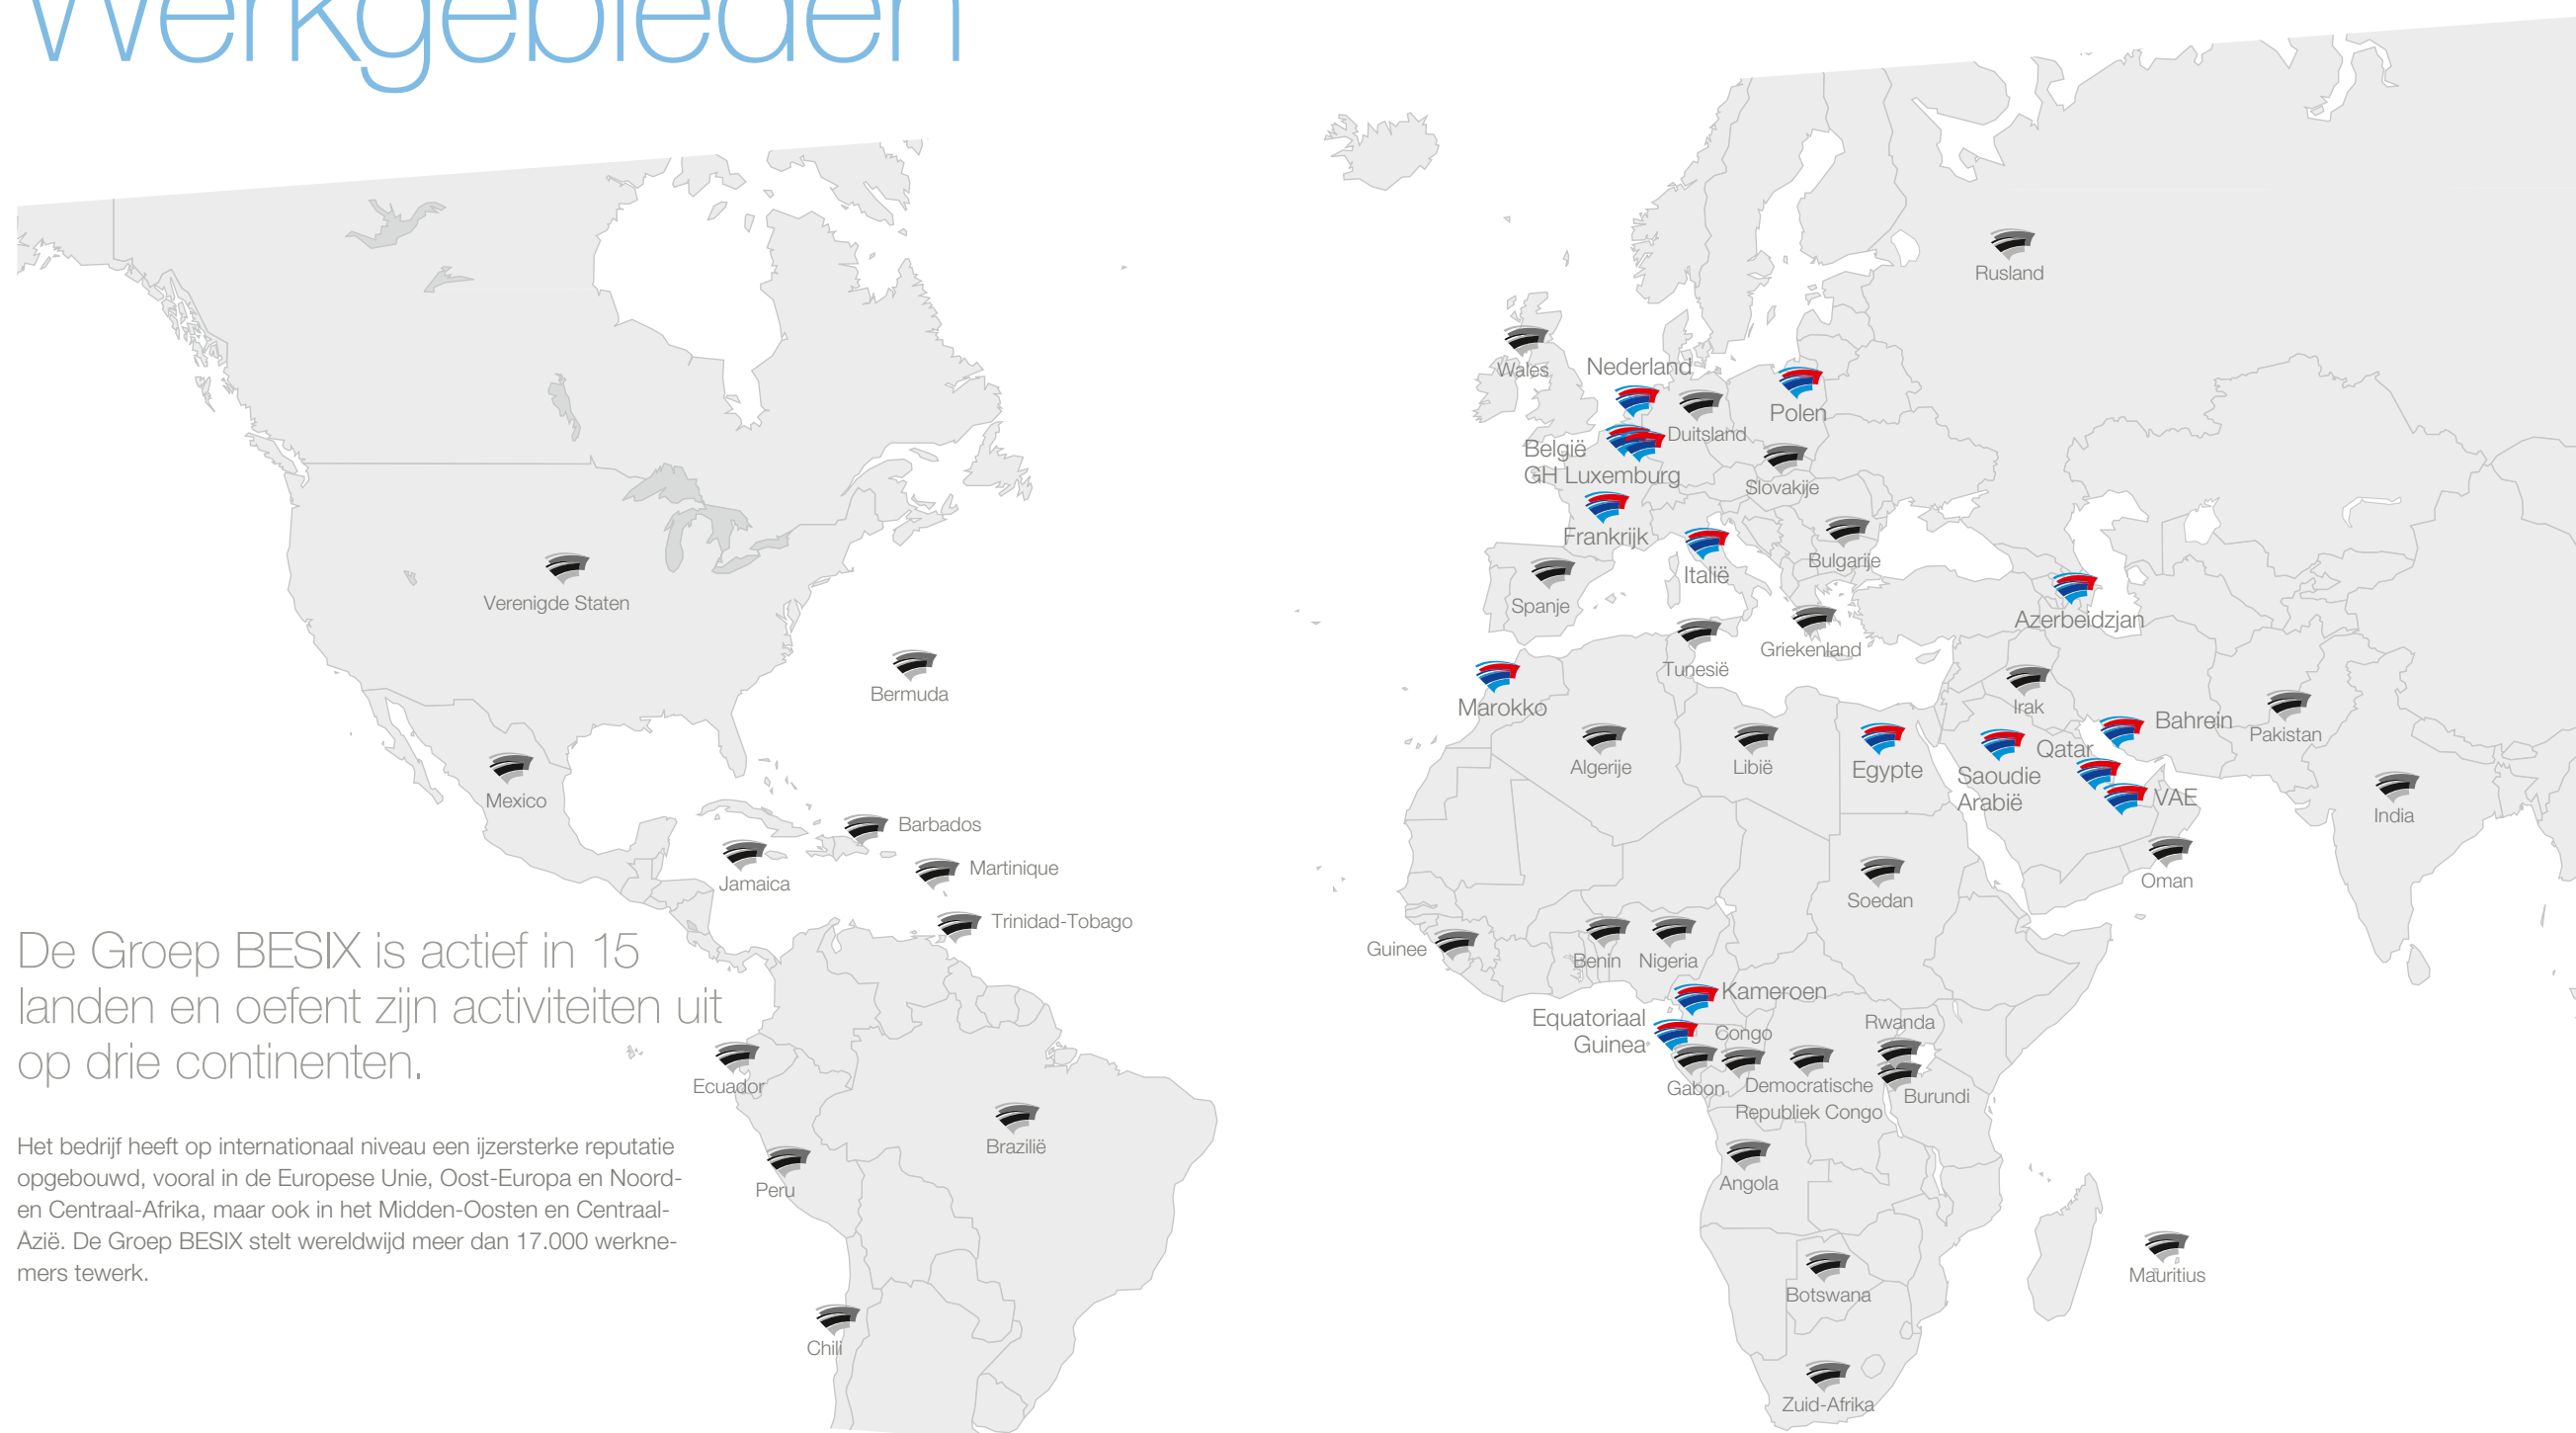 Werkgebieden
De Groep BESIX is actief in 15
landen en oefent zijn activiteiten uit
op drie continenten.
Het bedrijf heeft op internationaal niveau een ijzersterke reputatie
opgebouwd, vooral in de Europese Unie, Oost-Europa en Noord-
en Centraal-Afrika, maar ook in het Midden-Oosten en Centraal-
Azië. De Groep BESIX stelt wereldwijd meer dan 17.000 werkne-
mers tewerk.
Verenigde Staten
Bermuda
Mexico
Barbados
Jamaica
Martinique
Trinidad-Tobago
Ecuador
Brazilië
Peru
Chili
Rusland
Wales
Nederland
Polen
Duitsland
België
GH Luxemburg
Slovakije
Frankrijk
Italië
Bulgarije
Spanje
Azerbeidzjan
Griekenland
Tunesië
Marokko
Irak
Bahrein
Pakistan
Algerije
Libië
Egypte
Qatar
Saoudie
Arabië
VAE
India
Oman
Soedan
Guinee
Benin
Nigeria
Kameroen
Equatoriaal
Guinea
Congo
Rwanda
Gabon
Democratische
Republiek Congo
Burundi
Angola
Mauritius
Botswana
Zuid-Afrika